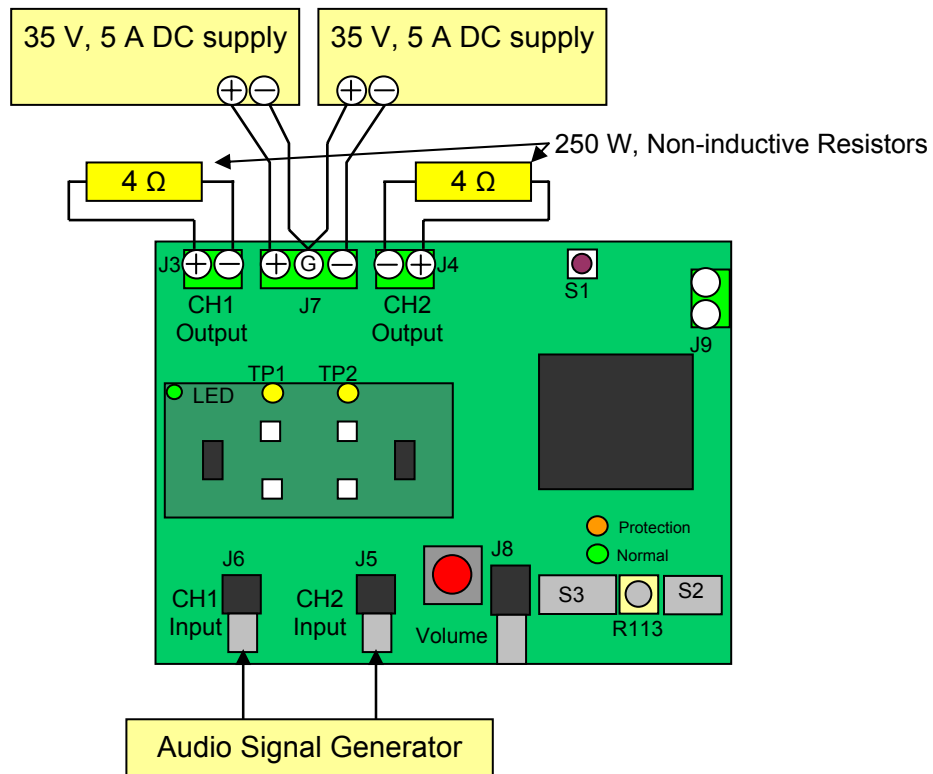 35 V, 5 A DC supply
35 V, 5 A DC supply
+ −
+ −
250 W, Non-inductive Resistors
4 Ω
4 Ω
J3 + −
+ G −
− + J4
CH1
Output
J7
CH2
Output
S1
J9
LED
TP1
TP2
Protection
Normal
J6
CH1
Input
J5
CH2
Input
Volume
J8
S3
R113
S2
Audio Signal Generator